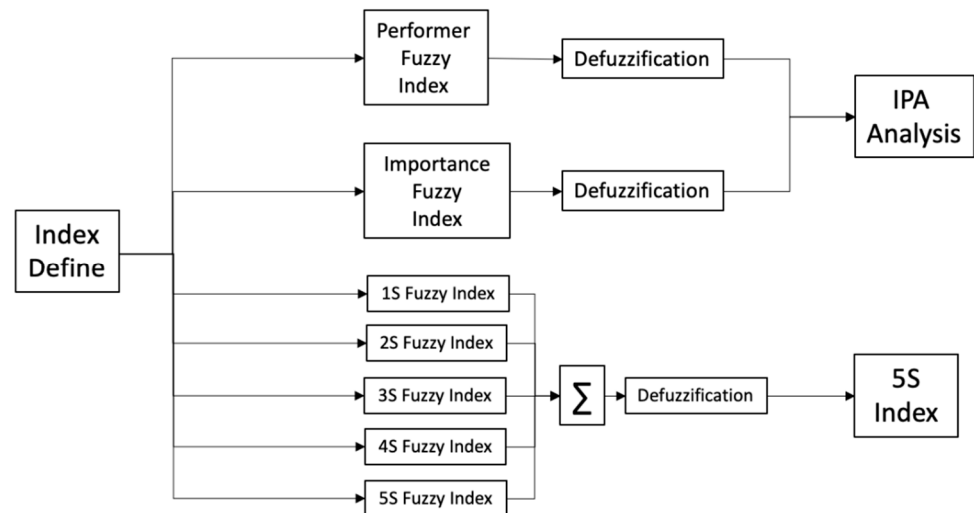 Performer
Fuzzy
Index
Defuzzification
IPA
Analysis
Importance
Fuzzy
Index
Defuzzification
Index
Define
1S Fuzzy Index
2S Fuzzy Index
3S Fuzzy Index
4S Fuzzy Index
5S Fuzzy Index
∑
Defuzzification
5S
Index